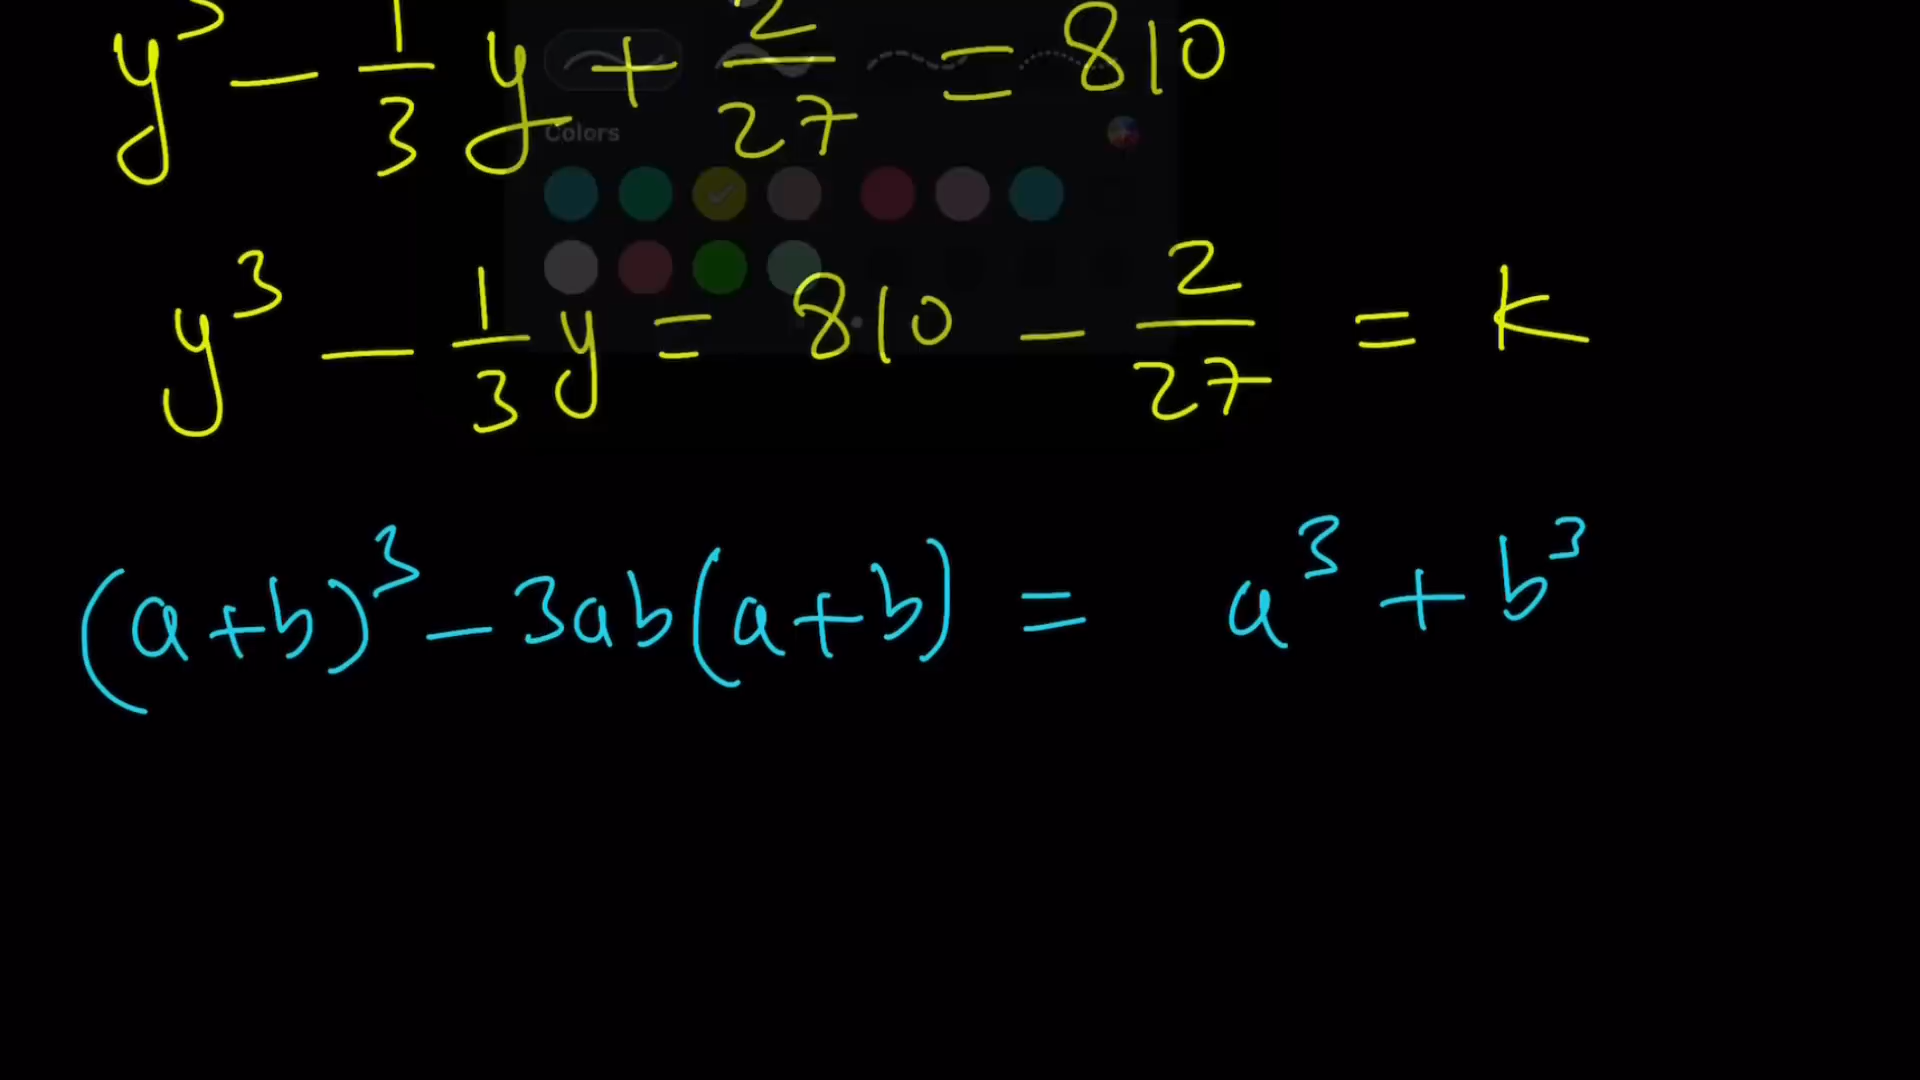 y³ − 1/3 y + 2/27 = 810
Colors
y³ − 1/3 y = 810 − 2/27 = k
(a+b)³ − 3ab(a+b) = a³ + b³